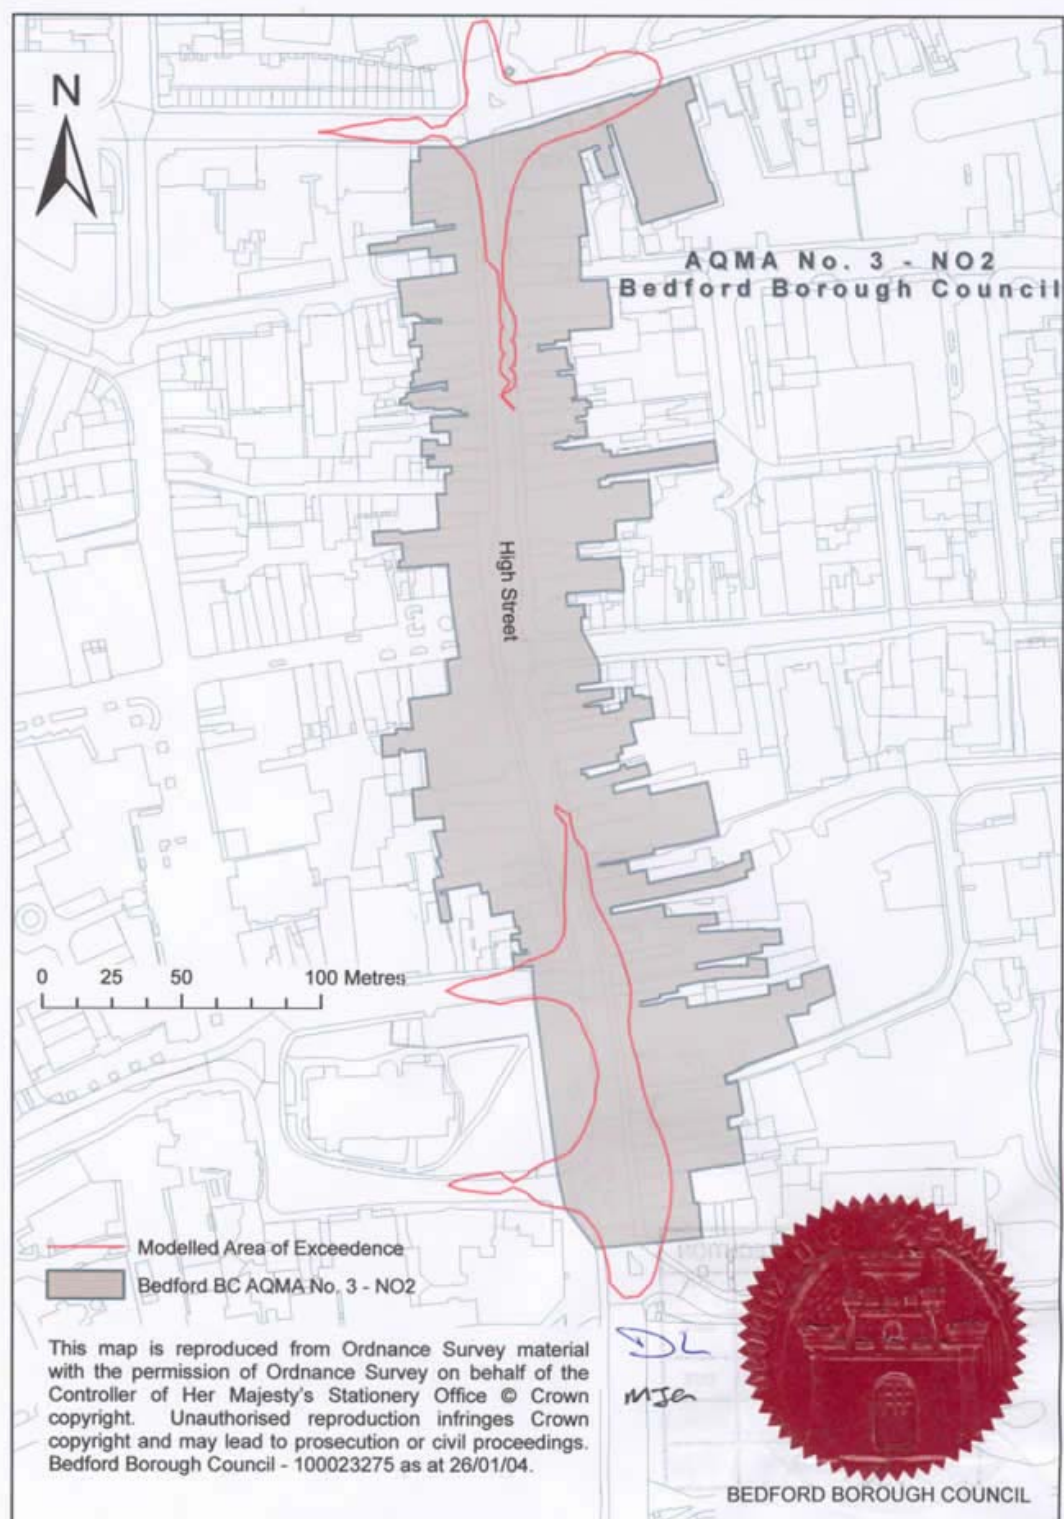 N
AQMA No. 3 - NO2
Bedford Borough Council
High Street
0 25 50 100 Metres
Modelled Area of Exceedence
Bedford BC AQMA No. 3 - NO2
This map is reproduced from Ordnance Survey material
with the permission of Ordnance Survey on behalf of the
Controller of Her Majesty's Stationery Office © Crown
copyright. Unauthorised reproduction infringes Crown
copyright and may lead to prosecution or civil proceedings.
Bedford Borough Council - 100023275 as at 26/01/04.
DL
BEDFORD BOROUGH COUNCIL